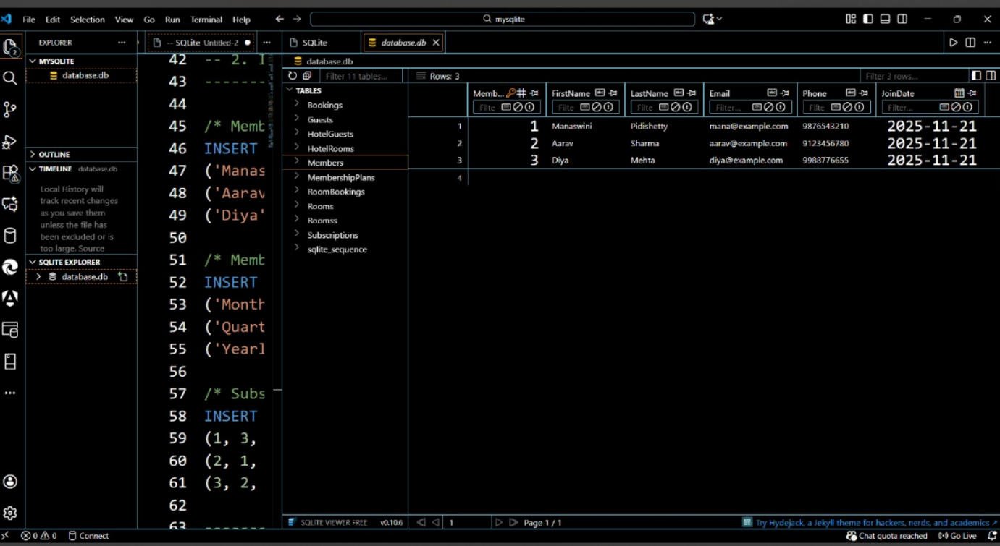 File Edit Selection View Go Run Terminal Help
mysqlite
EXPLORER ...
MYSQLITE
database.db
OUTLINE
TIMELINE database.db
Local History will
track recent changes
as you save them
unless the file has
been excluded or is
too large. Source
SQLITE EXPLORER
database.db
-- SQLite Untitled-2 ● ...
42 -- 2. I
43 --------
44
45 /* Memb
46 INSERT
47 ('Manas
48 ('Aarav
49 ('Diya'
50
51 /* Memb
52 INSERT
53 ('Month
54 ('Quart
55 ('Yearl
56
57 /* Subs
58 INSERT
59 (1, 3,
60 (2, 1,
61 (3, 2,
62
63 --------
SQLite database.db
database.db
Filter 11 tables... Rows: 3 Filter 3 rows...
TABLES
Bookings
Guests
HotelGuests
HotelRooms
Members
MembershipPlans
RoomBookings
Rooms
Roomss
Subscriptions
sqlite_sequence
Memb... FirstName LastName Email Phone JoinDate
Filte Filte Filte Filter... Filte Filter...
1 1 Manaswini Pidishetty mana@example.com 9876543210 2025-11-21
2 2 Aarav Sharma aarav@example.com 9123456780 2025-11-21
3 3 Diya Mehta diya@example.com 9988776655 2025-11-21
4
SQLITE VIEWER FREE v0.10.6 1 Page 1 / 1 Try Hydejack, a Jekyll theme for hackers, nerds, and academics ↗
0 0 Connect Chat quota reached Go Live